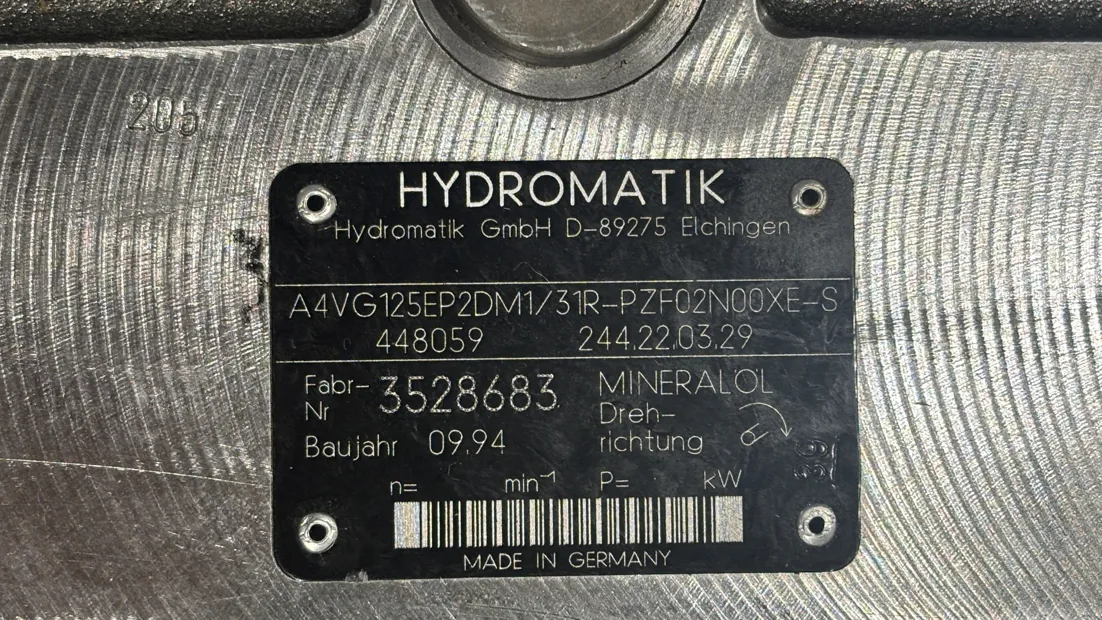 205
HYDROMATIK
Hydromatik GmbH D-89275 Elchingen
A4VG125EP2DM1/31R-PZF02N00XE-S
448059 244.22.03.29
Fabr-Nr 3528683. MINERALÖL
Baujahr 09.94 Dreh-richtung R
36
n= min⁻¹ P= kW
MADE IN GERMANY